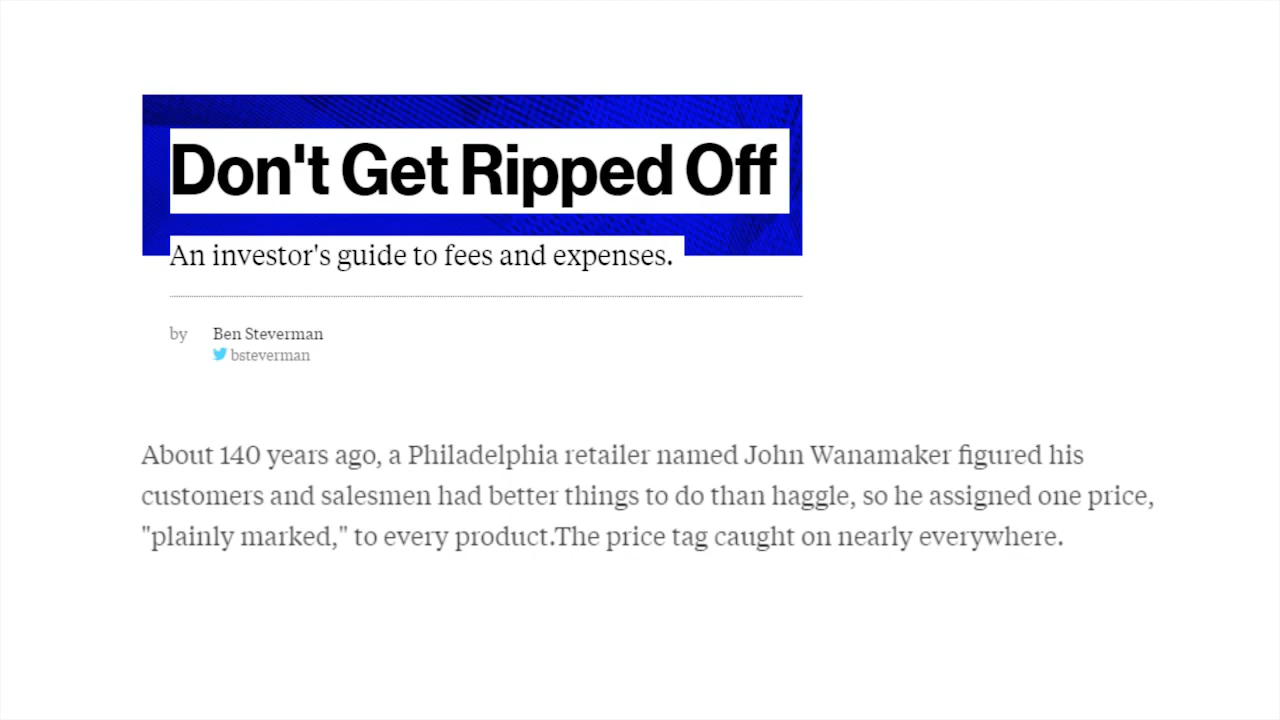 Don't Get Ripped Off
An investor's guide to fees and expenses.
by Ben Steverman
bsteverman
About 140 years ago, a Philadelphia retailer named John Wanamaker figured his
customers and salesmen had better things to do than haggle, so he assigned one price,
"plainly marked," to every product.The price tag caught on nearly everywhere.